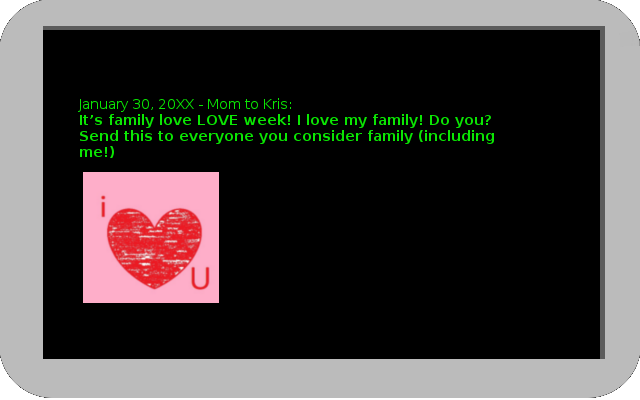 January 30, 20XX - Mom to Kris:
It’s family love LOVE week! I love my family! Do you?
Send this to everyone you consider family (including
me!)
i
U